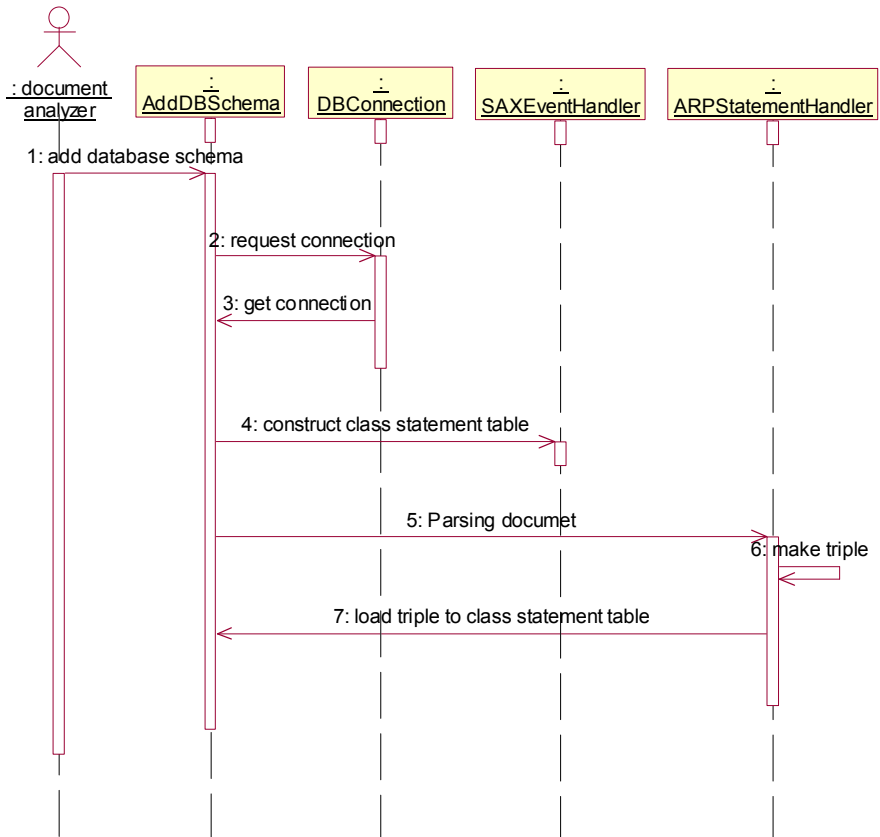 : document
analyzer
:
AddDBSchema
:
DBConnection
:
SAXEventHandler
:
ARPStatementHandler
1: add database schema
2: request connection
3: get connection
4: construct class statement table
5: Parsing documet
6: make triple
7: load triple to class statement table